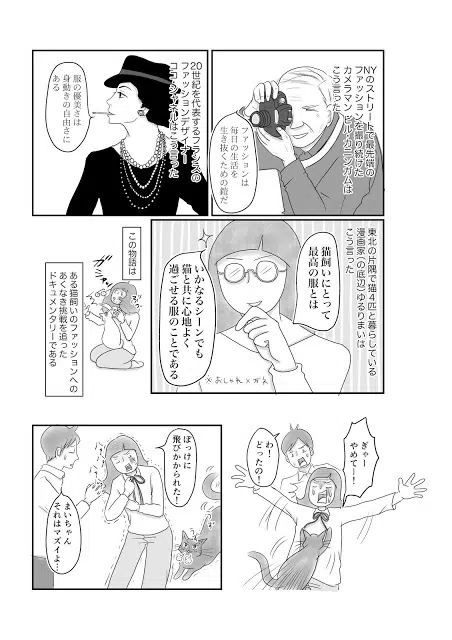 NYのストリートで最先端の
ファッションを撮り続けた
カメラマン ビル・カニンガムは
こう言った
ファッションは
毎日の生活を
生き抜くための鎧だ
20世紀を代表するフランスの
ファッションデザイナー
ココ・シャネルはこう言った
服の優美さは
身動きの自由さに
ある
東北の片隅で猫4匹と暮らしている
漫画家(の底辺)ゆるりまいは
こう言った
猫飼いにとって
最高の服とは
いかなるシーンでも
猫と共に心地よく
過ごせる服のことである
※おしゃれ×ガネ
この物語は
ある猫飼いのファッションへの
あくなき挑戦を追った
ドキュメンタリーである
ぎゃー
やめてー!
わ!
どったの!
ぽっけに
飛びかかられた!
まいちゃん
それはマズイよ…